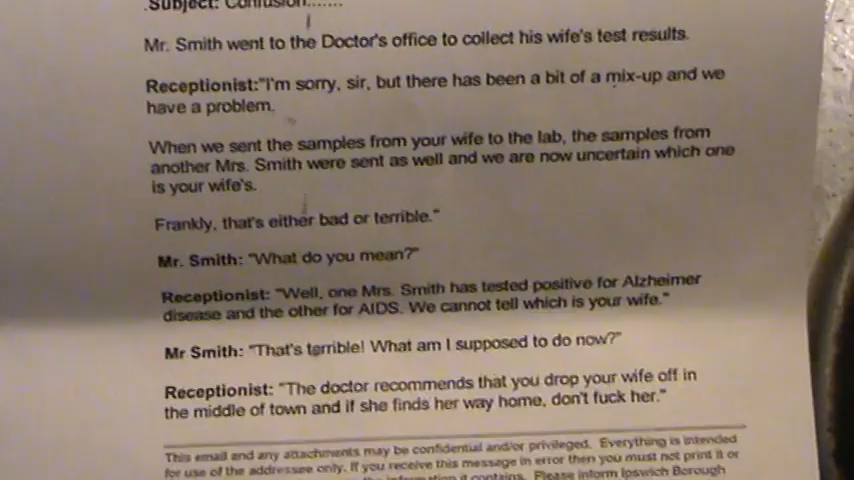 .Subject: Confusion.......
Mr. Smith went to the Doctor's office to collect his wife's test results.
Receptionist:"I'm sorry, sir, but there has been a bit of a mix-up and we
have a problem.
When we sent the samples from your wife to the lab, the samples from
another Mrs. Smith were sent as well and we are now uncertain which one
is your wife's.
Frankly, that's either bad or terrible."
Mr. Smith: "What do you mean?"
Receptionist: "Well, one Mrs. Smith has tested positive for Alzheimer
disease and the other for AIDS. We cannot tell which is your wife."
Mr Smith: "That's terrible! What am I supposed to do now?"
Receptionist: "The doctor recommends that you drop your wife off in
the middle of town and if she finds her way home, don't fuck her."
This email and any attachments may be confidential and/or privileged. Everything is intended
for use of the addressee only. If you receive this message in error then you must not print it or
the information it contains. Please inform Ipswich Borough